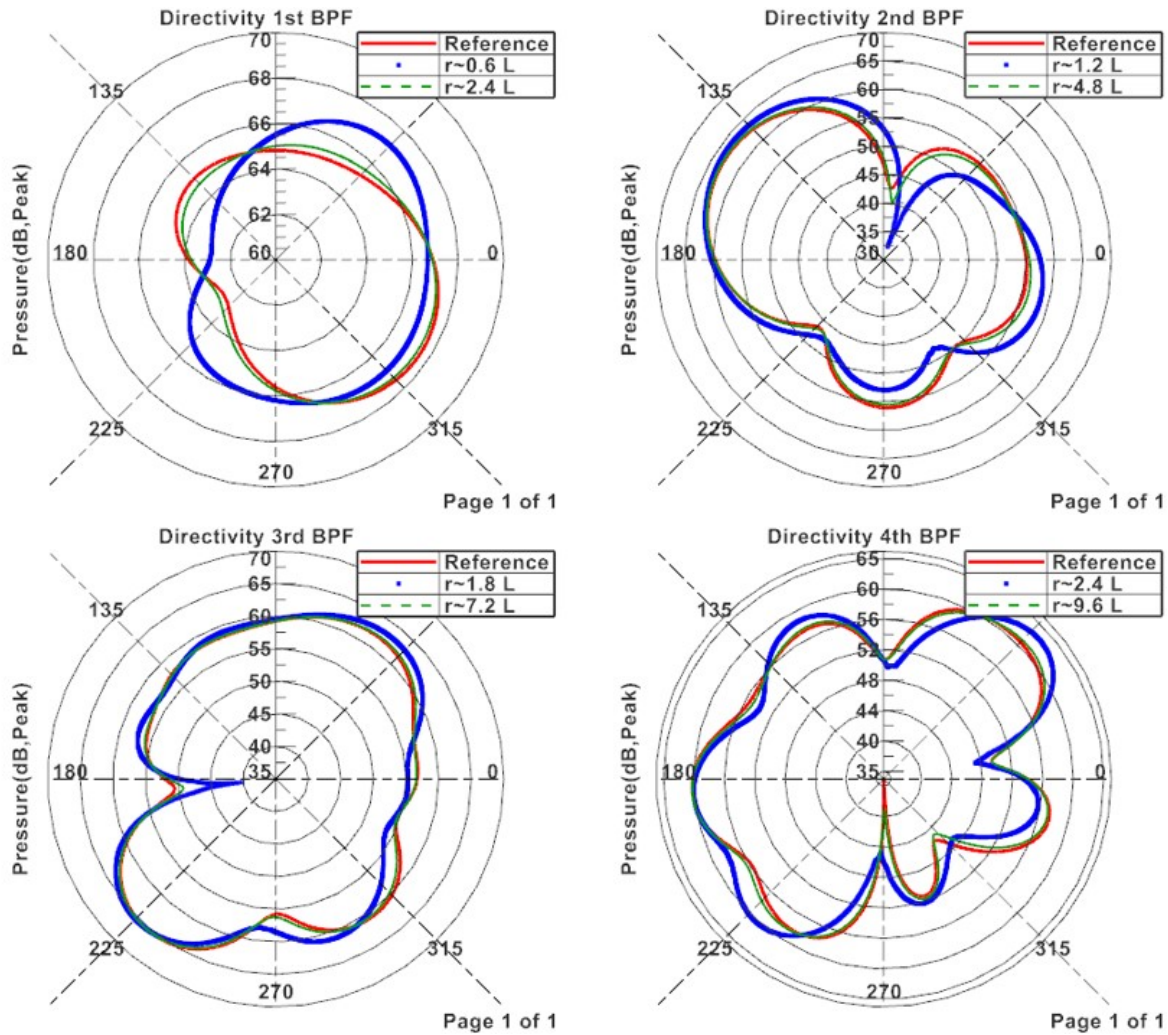 Directivity 1st BPF
Reference
r~0.6 L
r~2.4 L
70
68
66
64
62
60
135
180
0
225
270
315
Pressure(dB,Peak)
Page 1 of 1
Directivity 2nd BPF
Reference
r~1.2 L
r~4.8 L
70
65
60
55
50
45
40
35
30
135
180
0
225
270
315
Pressure(dB,Peak)
Page 1 of 1
Directivity 3rd BPF
Reference
r~1.8 L
r~7.2 L
70
65
60
55
50
45
40
35
135
180
0
225
270
315
Pressure(dB,Peak)
Page 1 of 1
Directivity 4th BPF
Reference
r~2.4 L
r~9.6 L
65
60
56
52
48
44
40
35
135
180
0
225
270
315
Pressure(dB,Peak)
Page 1 of 1